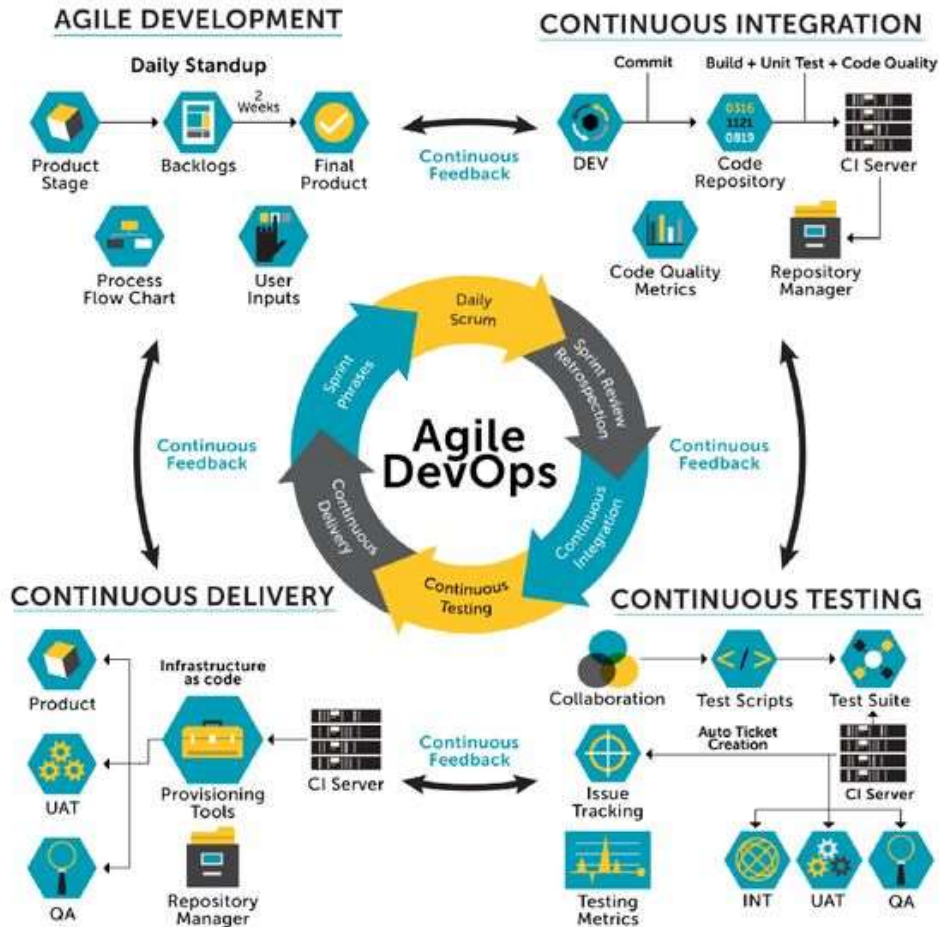 AGILE DEVELOPMENT
Daily Standup
2
Weeks
Product
Stage
Backlogs
Final
Product
Process
Flow Chart
User
Inputs
Continuous
Feedback
CONTINUOUS INTEGRATION
Commit
Build + Unit Test + Code Quality
0316
1121
0819
DEV
Code
Repository
CI Server
Code Quality
Metrics
Repository
Manager
Continuous
Feedback
Agile
DevOps
Daily
Scrum
Sprint Review
Retrospection
Continuous
Integration
Continuous
Testing
Continuous
Delivery
Sprint
Phrases
Continuous
Feedback
CONTINUOUS DELIVERY
Product
Infrastructure
as code
UAT
Provisioning
Tools
CI Server
QA
Repository
Manager
Continuous
Feedback
CONTINUOUS TESTING
Collaboration
</>
Test Scripts
Test Suite
Auto Ticket
Creation
Issue
Tracking
CI Server
Testing
Metrics
INT
UAT
QA